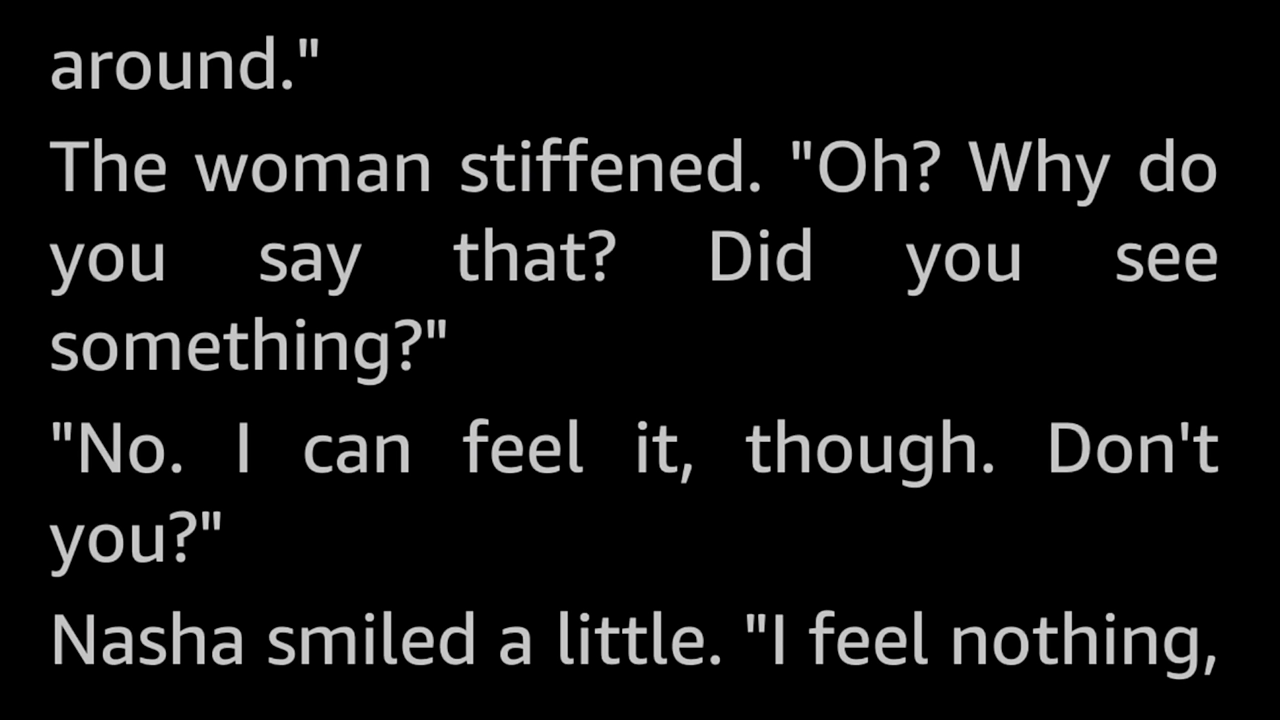 around."
The woman stiffened. "Oh? Why do
you say that? Did you see
something?"
"No. I can feel it, though. Don't
you?"
Nasha smiled a little. "I feel nothing,